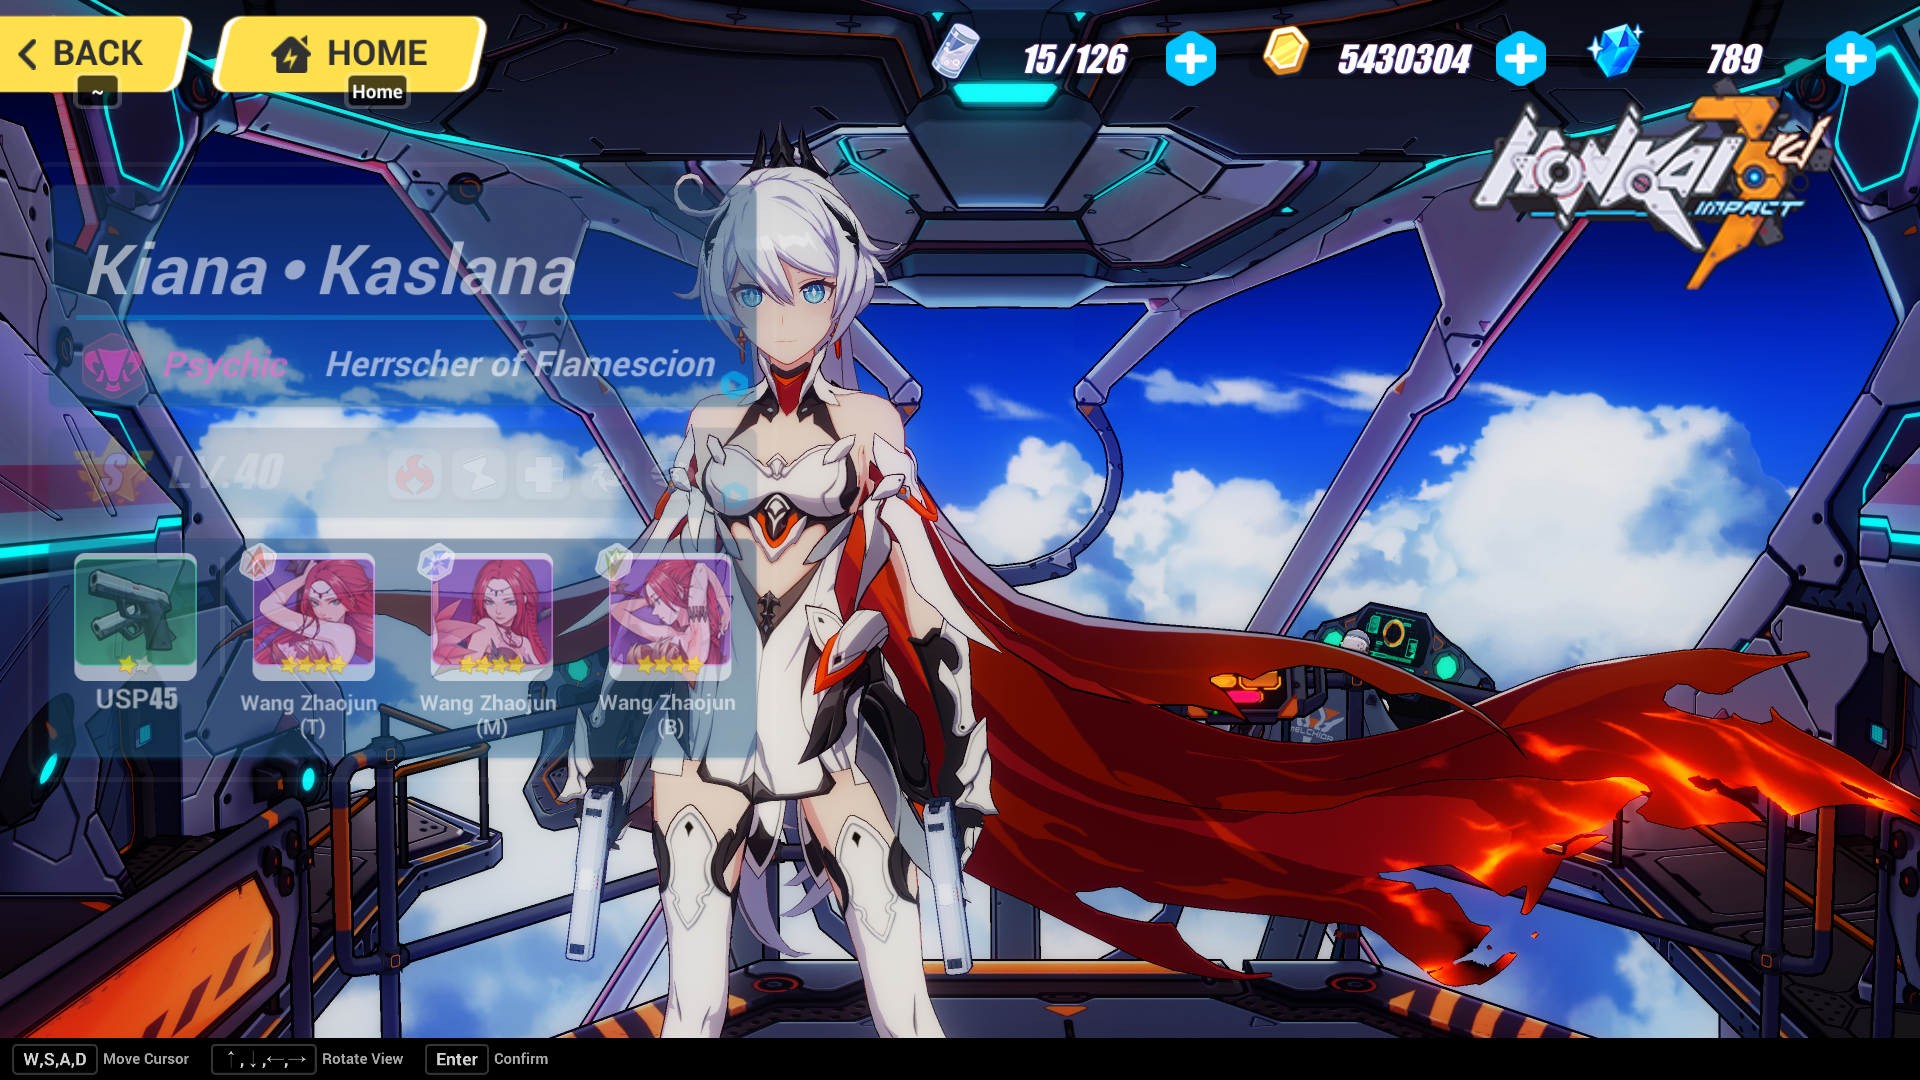 BACK
~
HOME
Home
15/126
5430304
789
HONKAI 3rd
IMPACT
Kiana • Kaslana
Psychic
Herrscher of Flamescion
S
LV.40
USP45
Wang Zhaojun
(T)
Wang Zhaojun
(M)
Wang Zhaojun
(B)
MELCHIOR
W,S,A,D Move Cursor
↑,↓,←,→ Rotate View
Enter Confirm